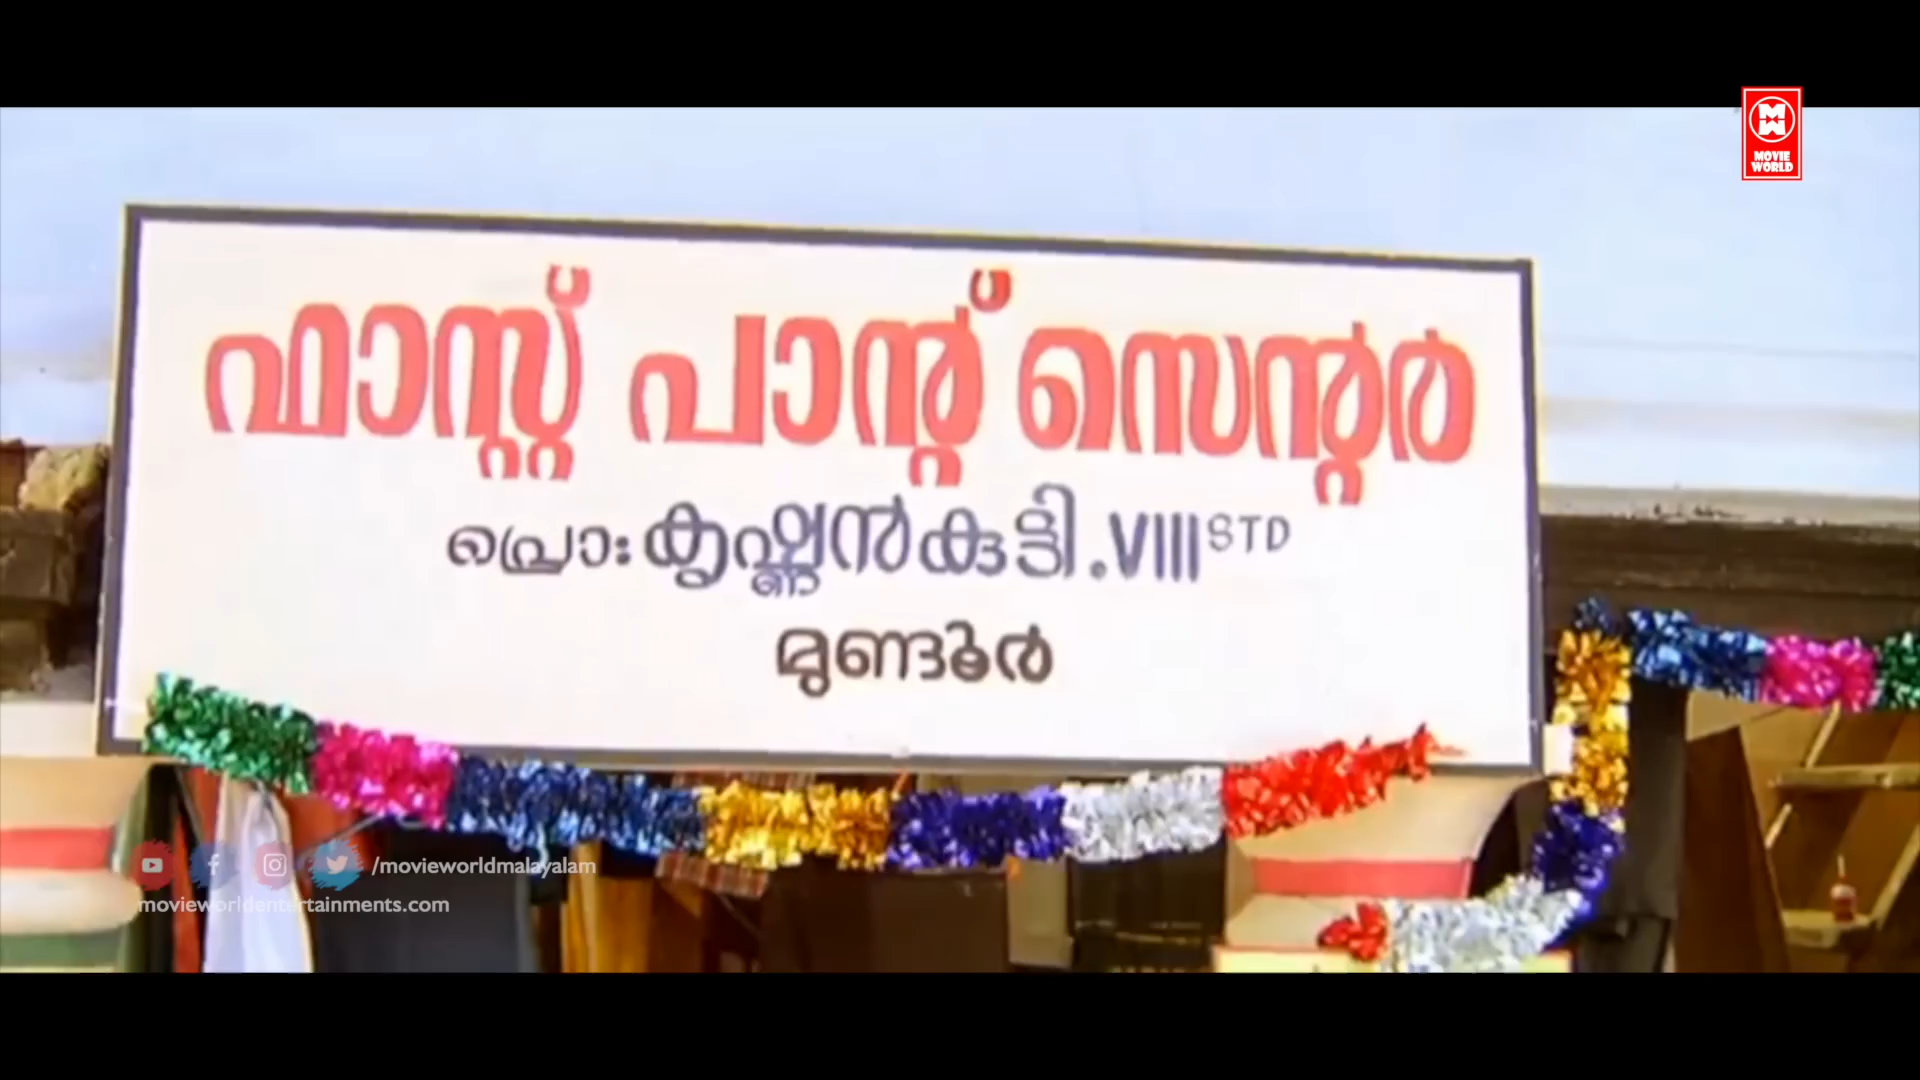 MOVIE
WORLD
ഫാസ്റ്റ് പാന്റ് സെന്റർ
പ്രൊഃ കൃഷ്ണൻകുട്ടി . VIII STD
മുണ്ടൂർ
/movieworldmalayalam
movieworldentertainments.com